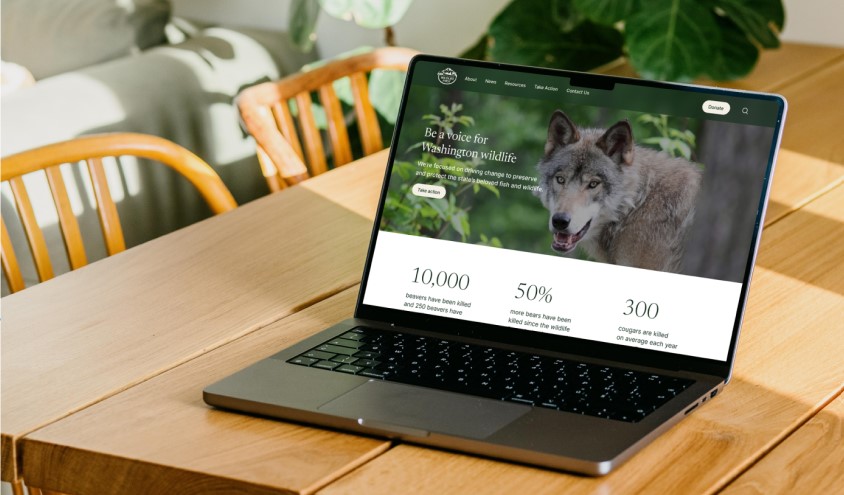 About
News
Resources
Take Action
Contact Us
Donate
Be a voice for
Washington wildlife
We're focused on driving change to preserve
and protect the state's beloved fish and wildlife.
Take action
10,000
beavers have been killed
and 250 beavers have
50%
more bears have been
killed since the wildlife
300
cougars are killed
on average each year